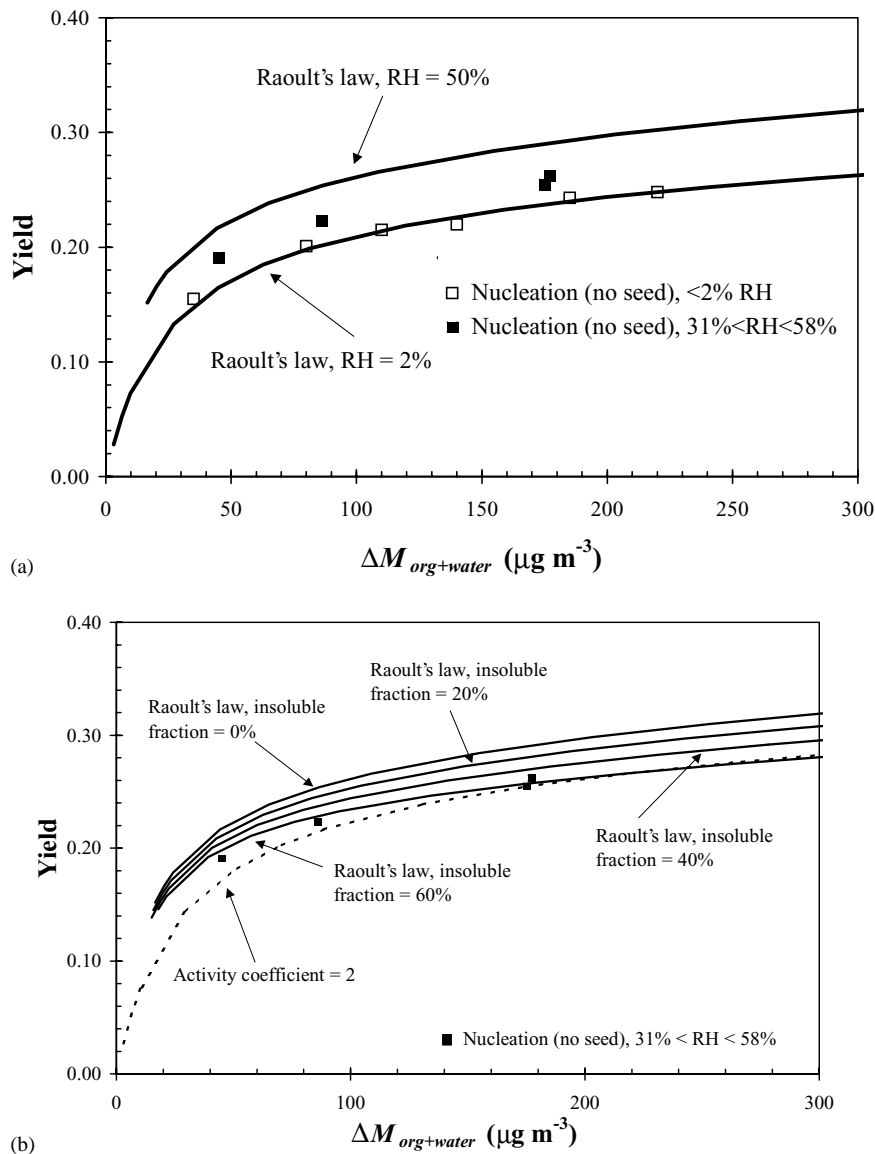 0.40
Raoult's law, RH = 50%
0.30
Yield
0.20
Nucleation (no seed), <2% RH
Nucleation (no seed), 31%<RH<58%
Raoult's law, RH = 2%
0.10
0.00
0 50 100 150 200 250 300
ΔM org+water (μg m-3)
(a)
0.40
Raoult's law, insoluble
fraction = 20%
Raoult's law, insoluble
fraction = 0%
0.30
Yield
0.20
Raoult's law, insoluble
fraction = 40%
Raoult's law, insoluble
fraction = 60%
0.10
Activity coefficient = 2
Nucleation (no seed), 31% < RH < 58%
0.00
0 100 200 300
ΔM org+water (μg m-3)
(b)